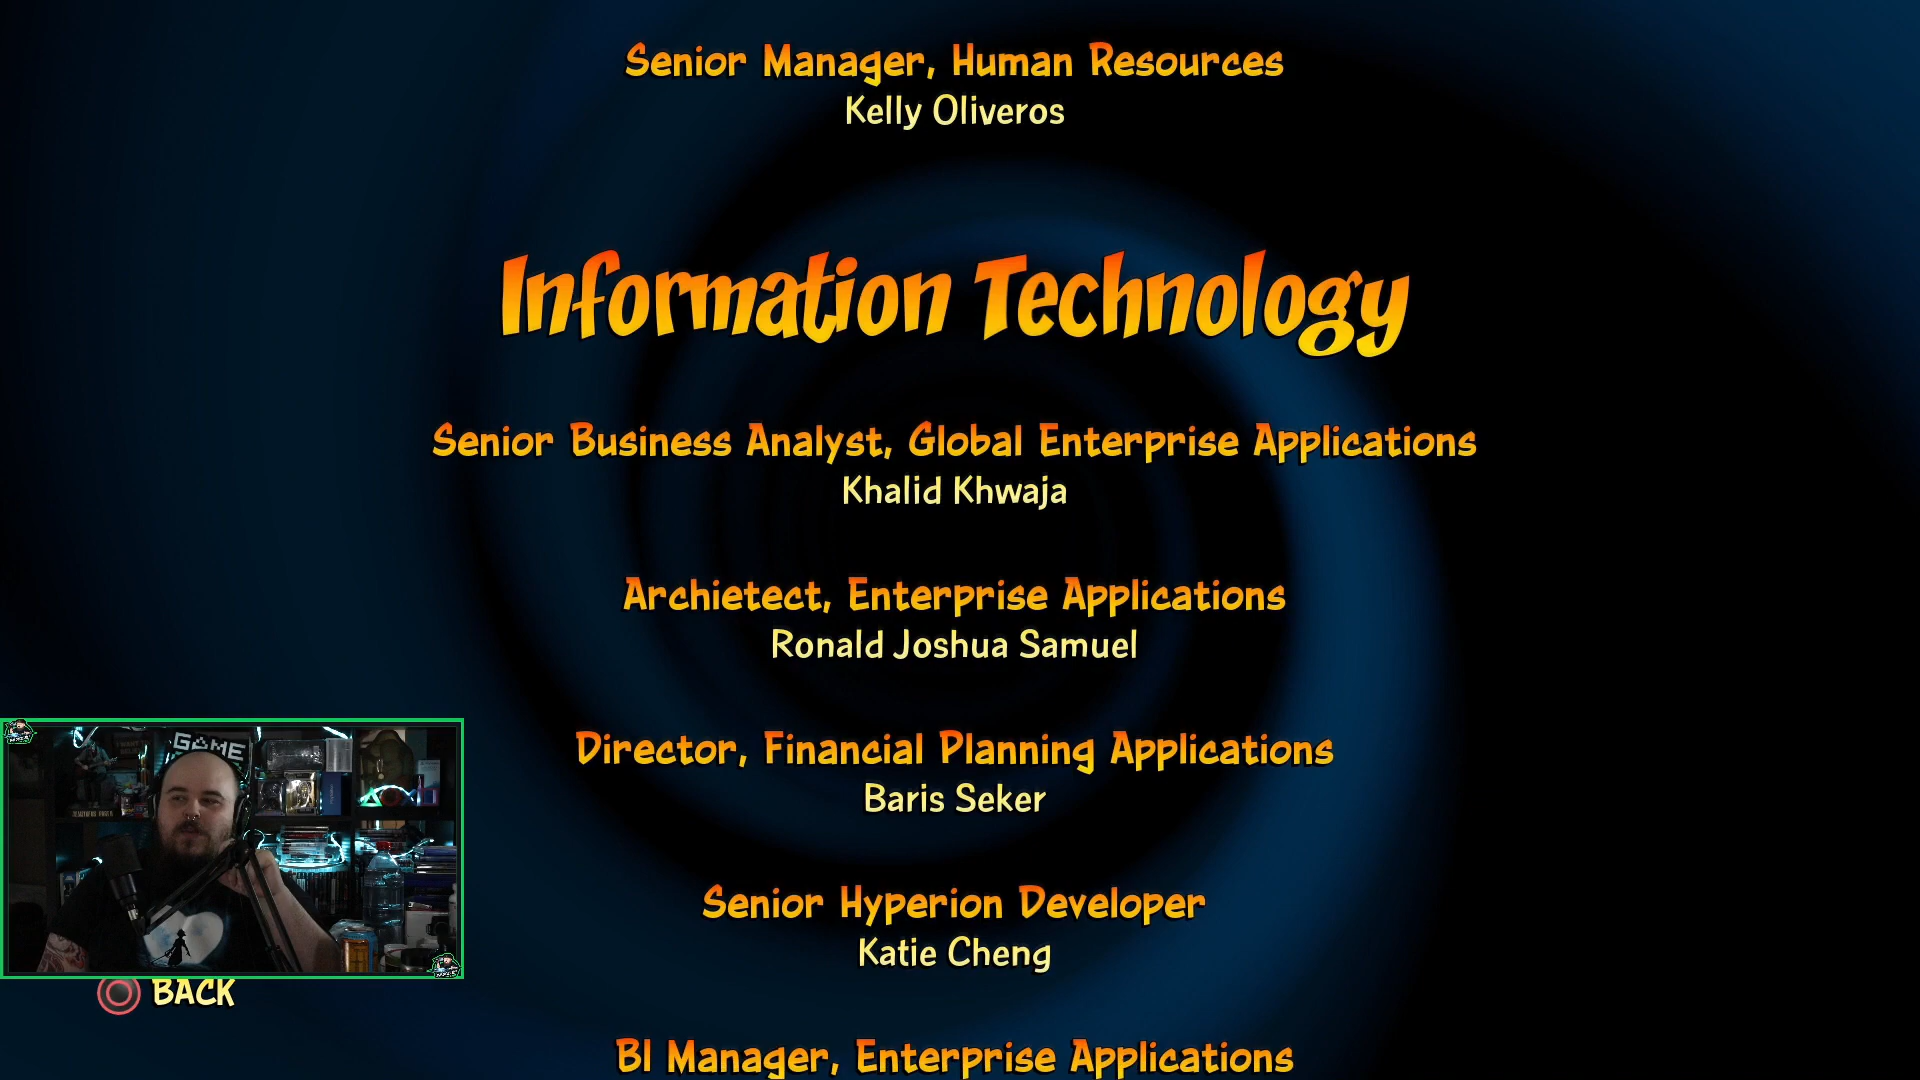 Senior Manager, Human Resources
Kelly Oliveros
Information Technology
Senior Business Analyst, Global Enterprise Applications
Khalid Khwaja
Archietect, Enterprise Applications
Ronald Joshua Samuel
Director, Financial Planning Applications
Baris Seker
Senior Hyperion Developer
Katie Cheng
GAME
BACK
BI Manager, Enterprise Applications